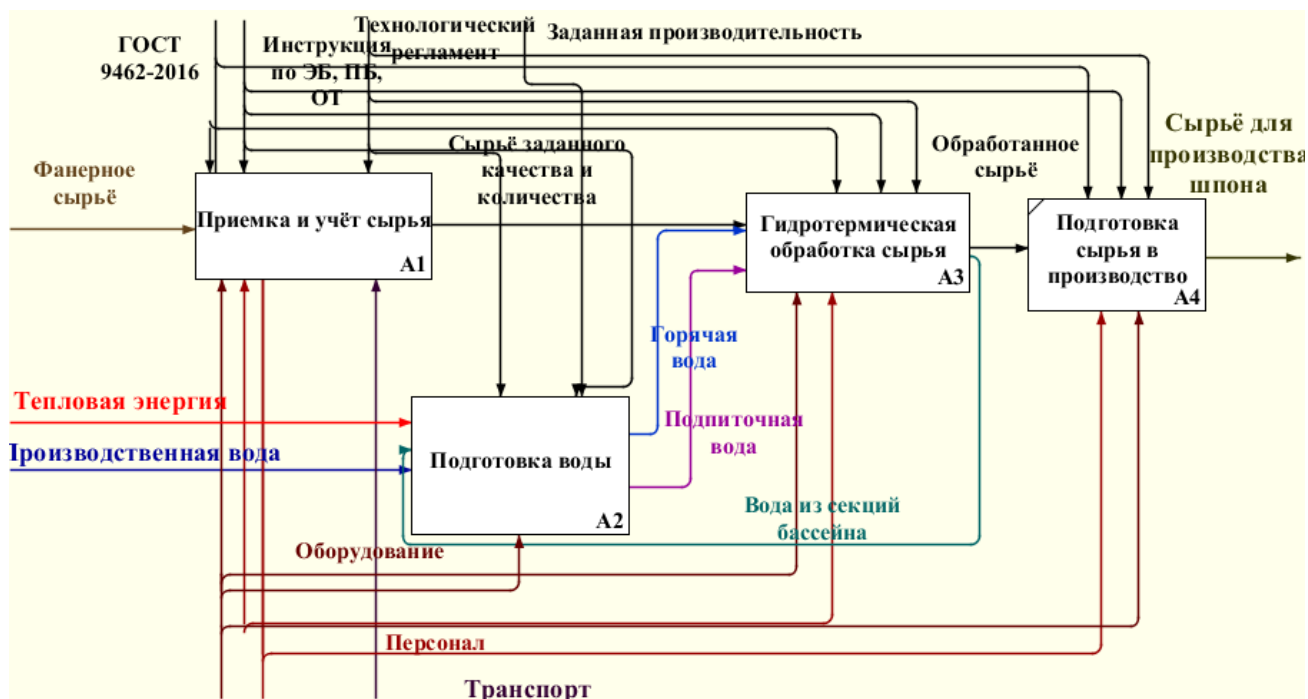 ГОСТ
9462-2016
Инструкция
по ЭБ, ПБ,
ОТ
Технологический
регламент
Заданная производительность
Фанерное
сырьё
Приемка и учёт сырья
A1
Сырьё заданного
качества и
количества
Гидротермическая
обработка сырья
A3
Обработанное
сырьё
Подготовка
сырья в
производство
A4
Сырьё для
производства
шпона
Тепловая энергия
Производственная вода
Подготовка воды
A2
Горячая
вода
Подпиточная
вода
Вода из секций
бассейна
Оборудование
Персонал
Транспорт